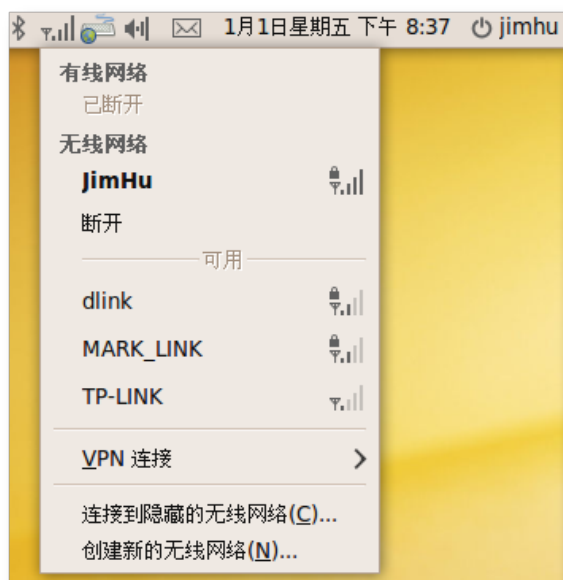 1月1日星期五 下午 8:37 jimhu
有线网络
已断开
无线网络
JimHu
断开
可用
dlink
MARK_LINK
TP-LINK
VPN 连接
连接到隐藏的无线网络(C)...
创建新的无线网络(N)...